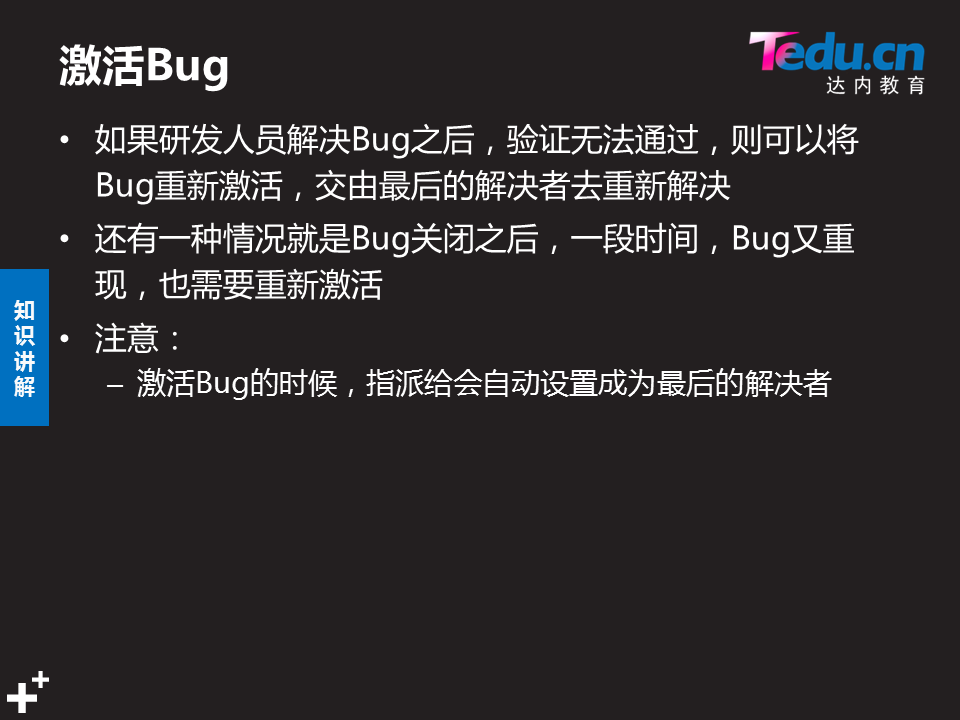 激活Bug
Tedu.cn
达内教育
• 如果研发人员解决Bug之后，验证无法通过，则可以将
Bug重新激活，交由最后的解决者去重新解决
• 还有一种情况就是Bug关闭之后，一段时间，Bug又重
现，也需要重新激活
• 注意：
– 激活Bug的时候，指派给会自动设置成为最后的解决者
知识讲解